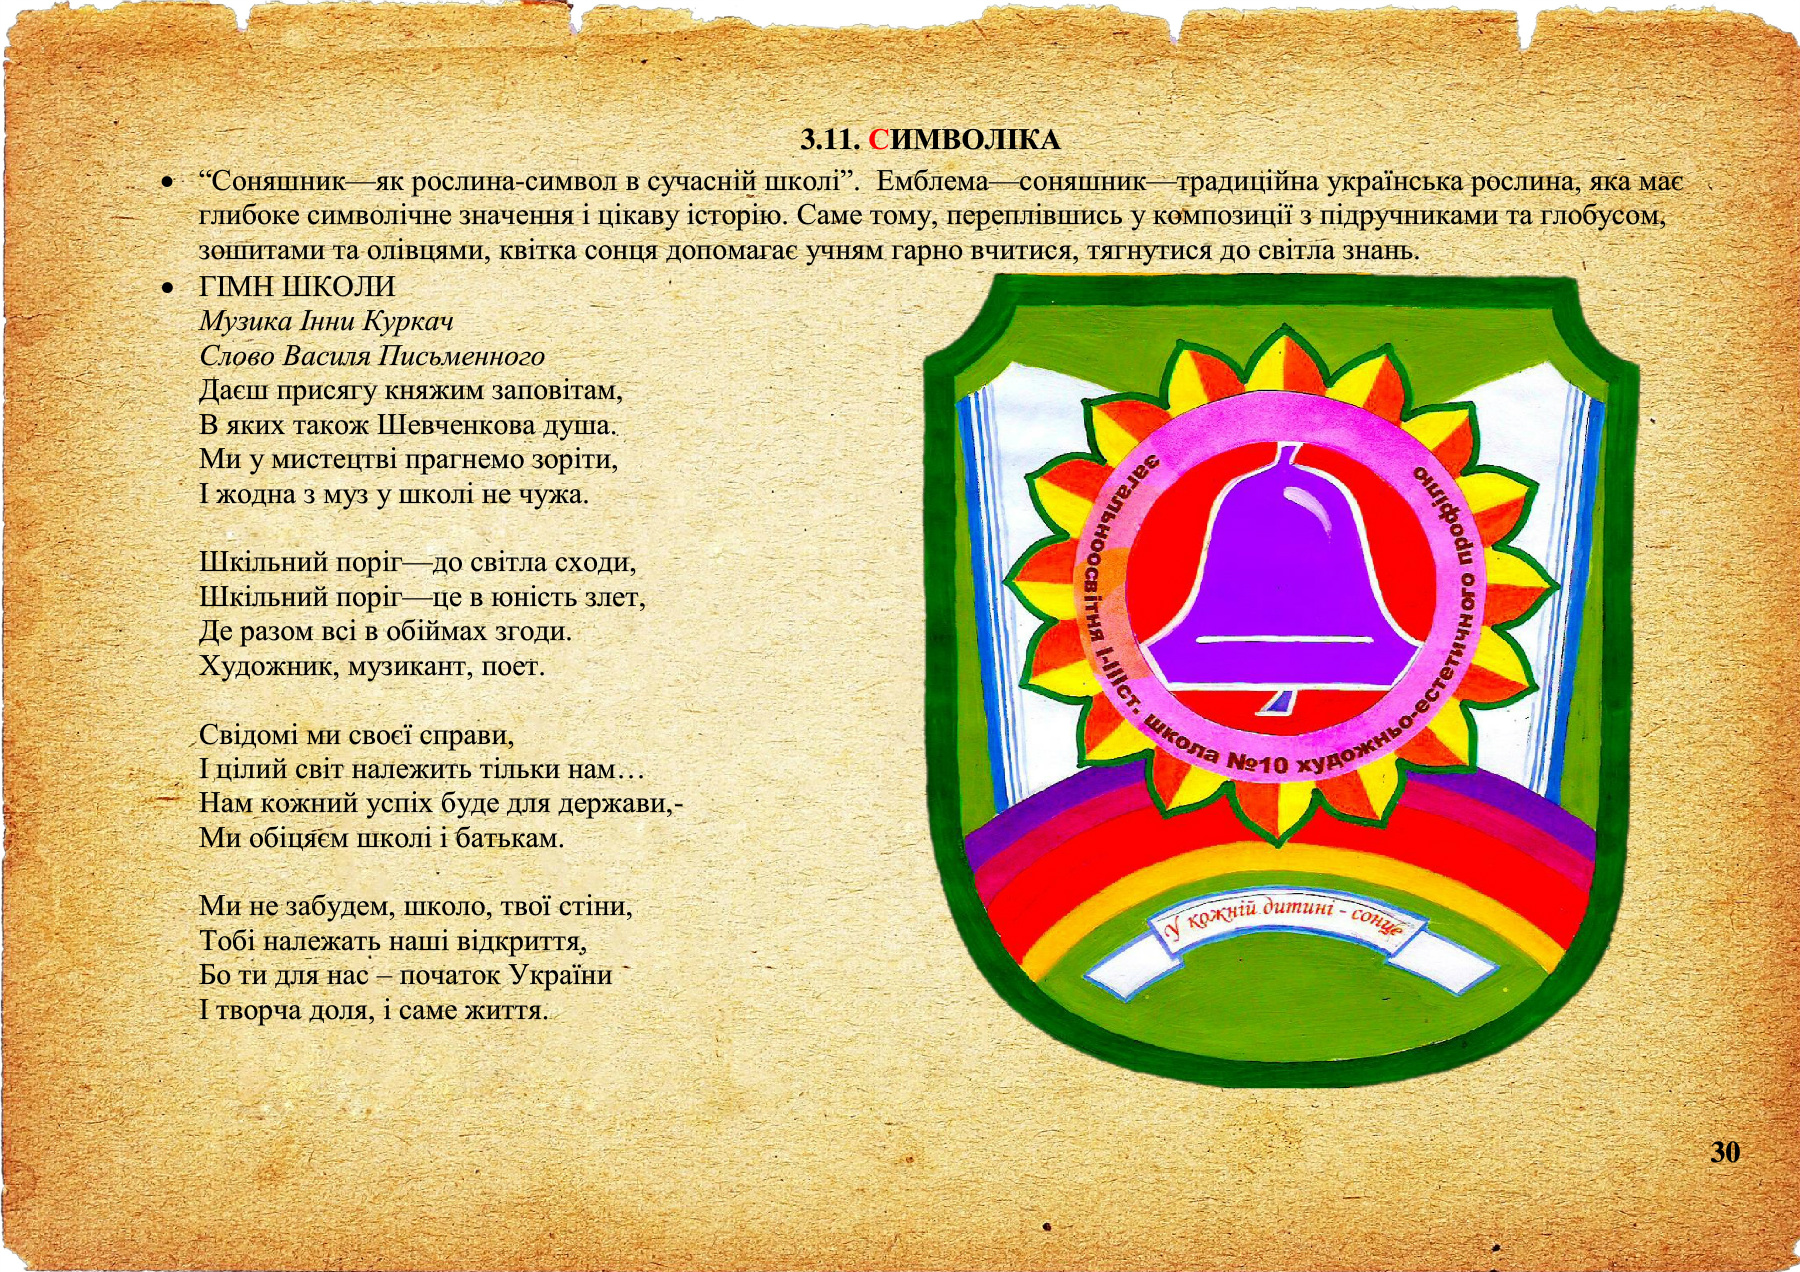 3.11. СИМВОЛІКА
• “Соняшник—як рослина-символ в сучасній школі”. Емблема—соняшник—традиційна українська рослина, яка має
глибоке символічне значення і цікаву історію. Саме тому, переплівшись у композиції з підручниками та глобусом,
зошитами та олівцями, квітка сонця допомагає учням гарно вчитися, тягнутися до світла знань.
• ГІМН ШКОЛИ
Музика Інни Куркач
Слово Василя Письменного
Даєш присягу княжим заповітам,
В яких також Шевченкова душа.
Ми у мистецтві прагнемо зоріти,
І жодна з муз у школі не чужа.
Шкільний поріг—до світла сходи,
Шкільний поріг—це в юність злет,
Де разом всі в обіймах згоди.
Художник, музикант, поет.
Свідомі ми своєї справи,
І цілий світ належить тільки нам…
Нам кожний успіх буде для держави,-
Ми обіцяєм школі і батькам.
Ми не забудем, школо, твої стіни,
Тобі належать наші відкриття,
Бо ти для нас – початок України
І творча доля, і саме життя.
загальноосвітня І-ІІІст. школа №10 художньо-естетичного профілю
У кожній дитині - сонце
30